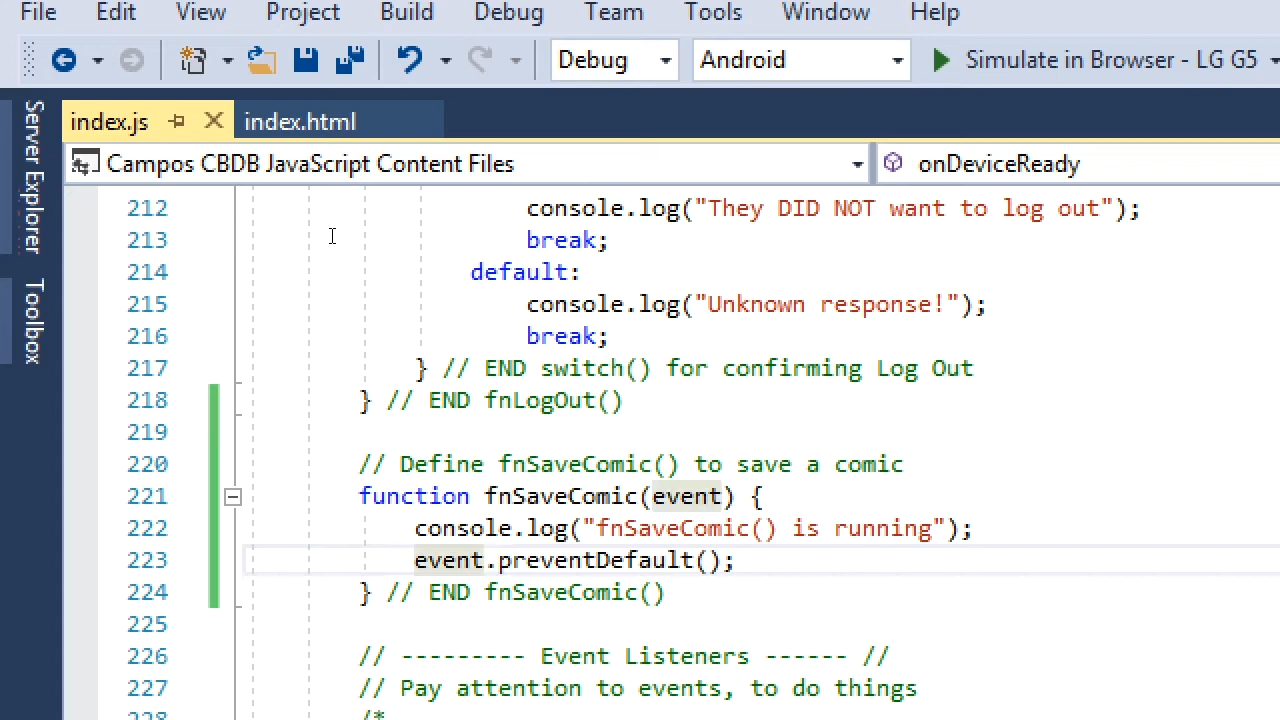 File Edit View Project Build Debug Team Tools Window Help
Debug Android Simulate in Browser - LG G5
Server Explorer
Toolbox
index.js index.html
Campos CBDB JavaScript Content Files onDeviceReady
212 console.log("They DID NOT want to log out");
213 break;
214 default:
215 console.log("Unknown response!");
216 break;
217 } // END switch() for confirming Log Out
218 } // END fnLogOut()
219
220 // Define fnSaveComic() to save a comic
221 function fnSaveComic(event) {
222 console.log("fnSaveComic() is running");
223 event.preventDefault();
224 } // END fnSaveComic()
225
226 // --------- Event Listeners ------ //
227 // Pay attention to events, to do things
228 /*